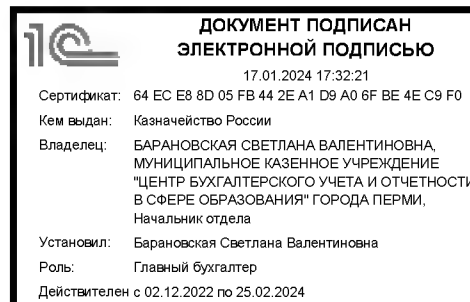 1С
ДОКУМЕНТ ПОДПИСАН
ЭЛЕКТРОННОЙ ПОДПИСЬЮ
17.01.2024 17:32:21
Сертификат: 64 EC E8 8D 05 FB 44 2E A1 D9 A0 6F BE 4E C9 F0
Кем выдан: Казначейство России
Владелец: БАРАНОВСКАЯ СВЕТЛАНА ВАЛЕНТИНОВНА,
МУНИЦИПАЛЬНОЕ КАЗЕННОЕ УЧРЕЖДЕНИЕ
"ЦЕНТР БУХГАЛТЕРСКОГО УЧЕТА И ОТЧЕТНОСТИ
В СФЕРЕ ОБРАЗОВАНИЯ" ГОРОДА ПЕРМИ,
Начальник отдела
Установил: Барановская Светлана Валентиновна
Роль: Главный бухгалтер
Действителен с 02.12.2022 по 25.02.2024